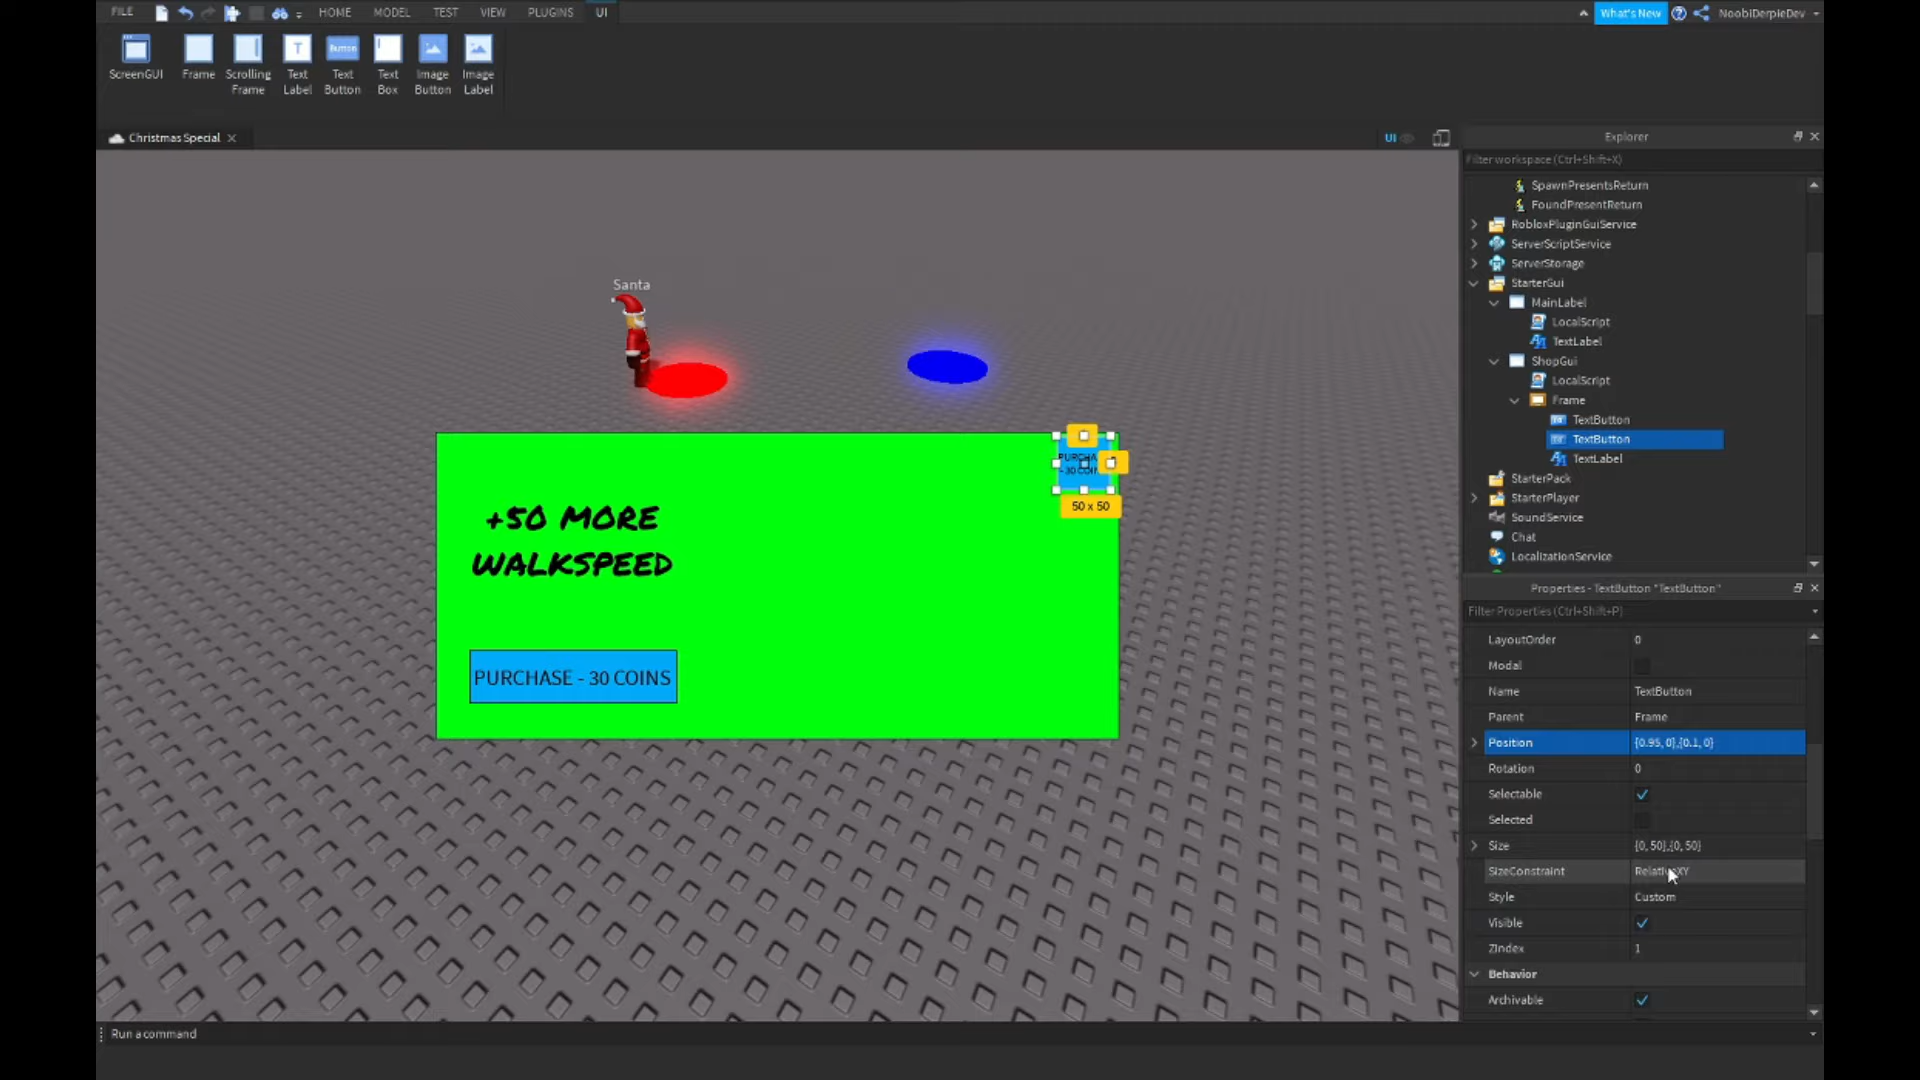 FILE HOME MODEL TEST VIEW PLUGINS UI What's New NoobiDerpieDev
ScreenGUI Frame Scrolling Frame Text Label Button Text Button Text Box Image Button Image Label
Christmas Special
UI
Explorer
Filter workspace (Ctrl+Shift+X)
SpawnPresentsReturn
FoundPresentReturn
RobloxPluginGuiService
ServerScriptService
ServerStorage
StarterGui
MainLabel
LocalScript
TextLabel
ShopGui
LocalScript
Frame
TextButton
TextButton
TextLabel
StarterPack
StarterPlayer
SoundService
Chat
LocalizationService
Santa
50 x 50
+50 MORE
WALKSPEED
PURCHASE - 30 COINS
Properties - TextButton "TextButton"
Filter Properties (Ctrl+Shift+P)
LayoutOrder 0
Modal
Name TextButton
Parent Frame
Position {0.95, 0},{0.1, 0}
Rotation 0
Selectable
Selected
Size {0, 50},{0, 50}
SizeConstraint RelativeXY
Style Custom
Visible
ZIndex 1
Behavior
Archivable
Run a command